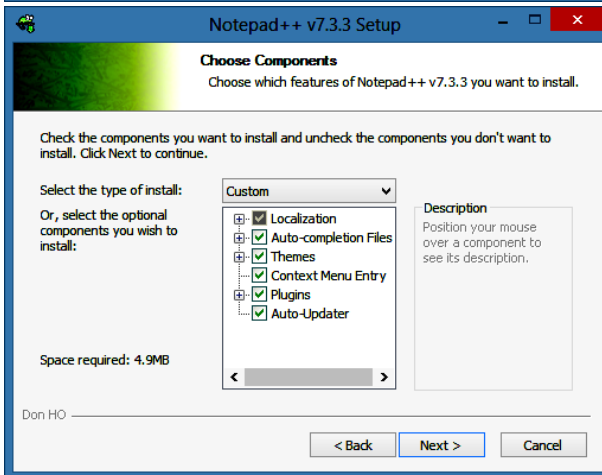 Notepad++ v7.3.3 Setup
Choose Components
Choose which features of Notepad++ v7.3.3 you want to install.
Check the components you want to install and uncheck the components you don't want to
install. Click Next to continue.
Select the type of install:
Custom
Or, select the optional
components you wish to
install:
Localization
Auto-completion Files
Themes
Context Menu Entry
Plugins
Auto-Updater
Description
Position your mouse
over a component to
see its description.
Space required: 4.9MB
Don HO
< Back
Next >
Cancel